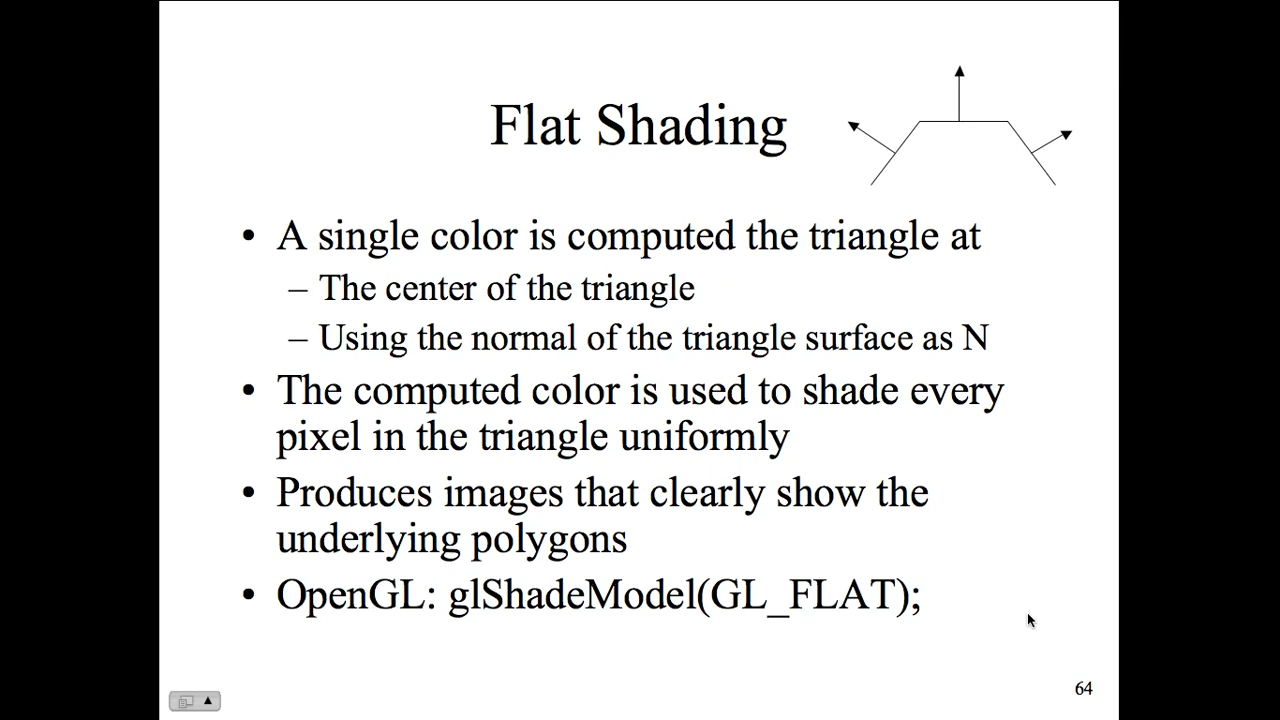 Flat Shading
• A single color is computed the triangle at
– The center of the triangle
– Using the normal of the triangle surface as N
• The computed color is used to shade every
pixel in the triangle uniformly
• Produces images that clearly show the
underlying polygons
• OpenGL: glShadeModel(GL_FLAT);
64